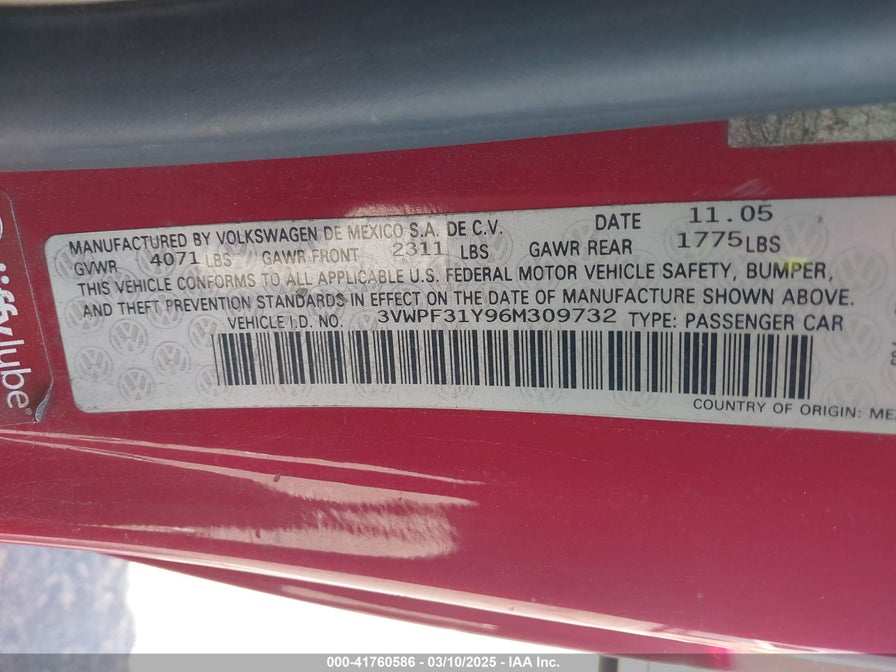 MANUFACTURED BY VOLKSWAGEN DE MEXICO S.A. DE C.V. DATE 11.05
GVWR 4071 LBS GAWR FRONT 2311 LBS GAWR REAR 1775 LBS
THIS VEHICLE CONFORMS TO ALL APPLICABLE U.S. FEDERAL MOTOR VEHICLE SAFETY, BUMPER,
AND THEFT PREVENTION STANDARDS IN EFFECT ON THE DATE OF MANUFACTURE SHOWN ABOVE.
VEHICLE I.D. NO. 3VWPF31Y96M309732 TYPE: PASSENGER CAR
COUNTRY OF ORIGIN:
lube®
000-41760586 - 03/10/2025 - IAA Inc.